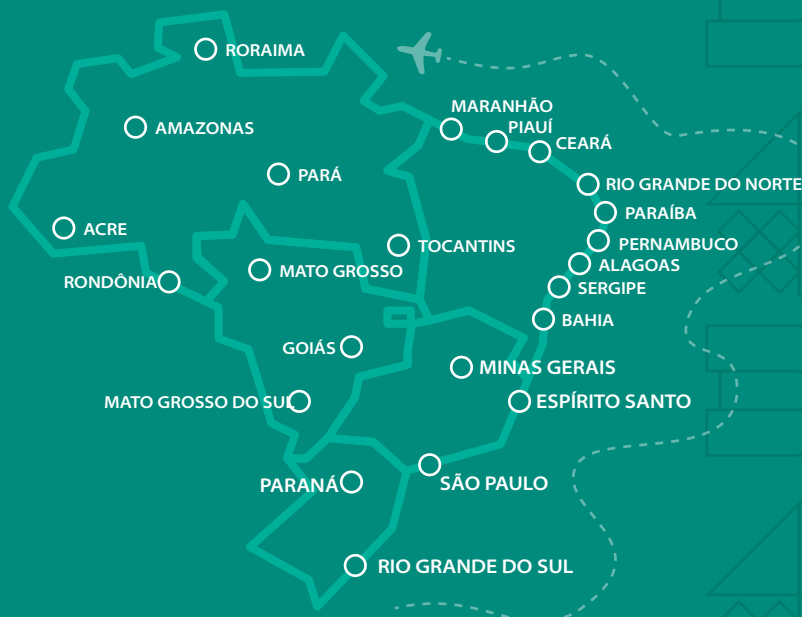 RORAIMA
MARANHÃO
AMAZONAS
PIAUÍ
CEARÁ
PARÁ
RIO GRANDE DO NORTE
PARAÍBA
ACRE
TOCANTINS
PERNAMBUCO
ALAGOAS
MATO GROSSO
RONDÔNIA
SERGIPE
BAHIA
GOIÁS
MINAS GERAIS
MATO GROSSO DO SUL
ESPÍRITO SANTO
PARANÁ
SÃO PAULO
RIO GRANDE DO SUL